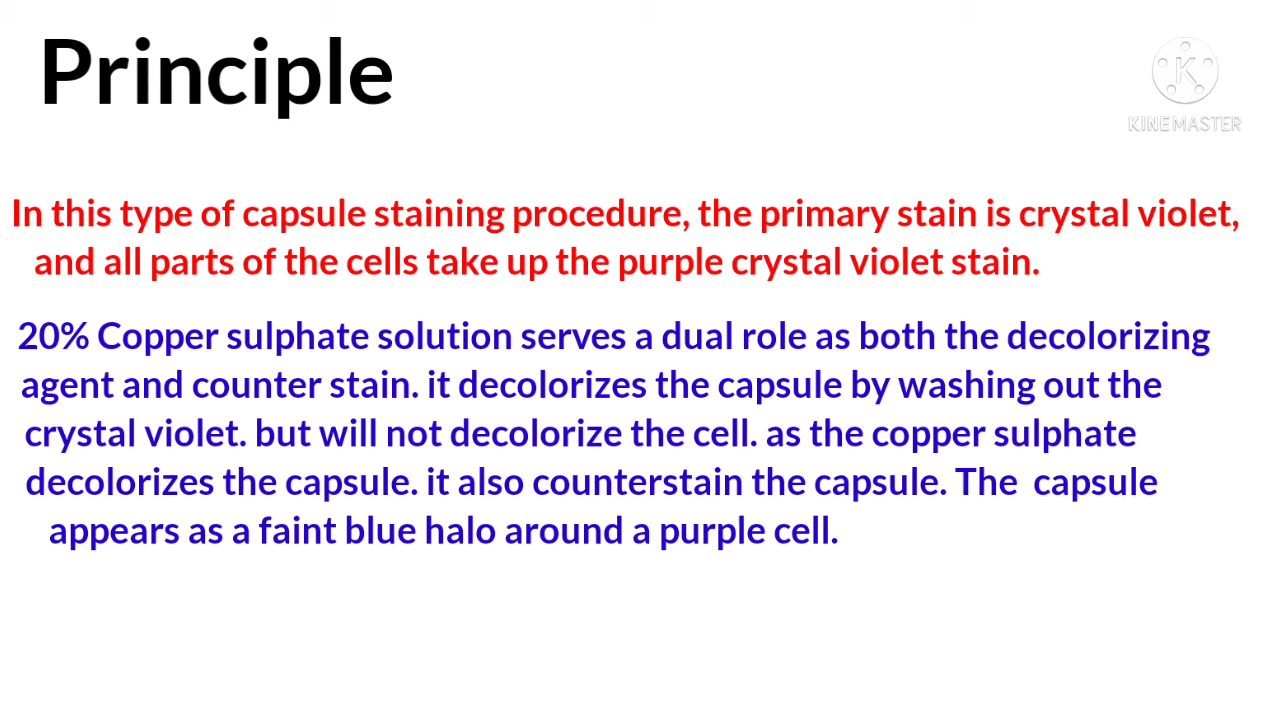 Principle
KINEMASTER
In this type of capsule staining procedure, the primary stain is crystal violet,
and all parts of the cells take up the purple crystal violet stain.
20% Copper sulphate solution serves a dual role as both the decolorizing
agent and counter stain. it decolorizes the capsule by washing out the
crystal violet. but will not decolorize the cell. as the copper sulphate
decolorizes the capsule. it also counterstain the capsule. The  capsule
appears as a faint blue halo around a purple cell.